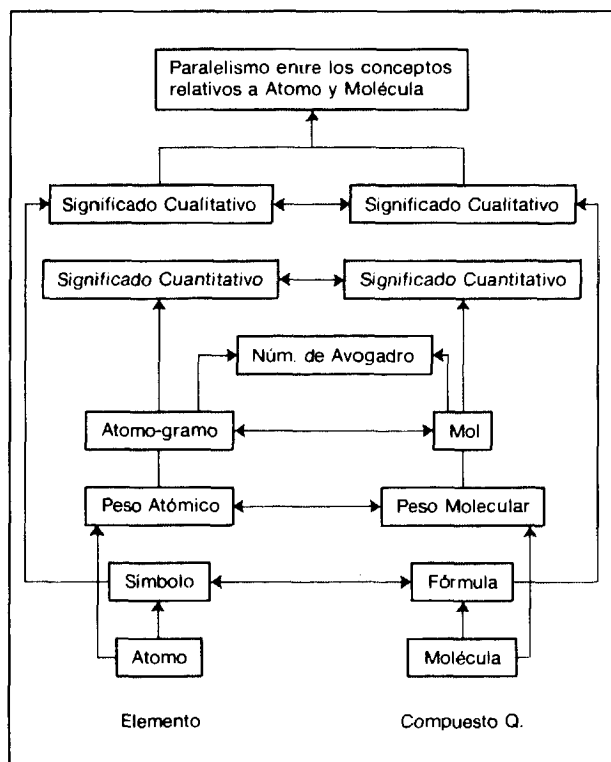 Paralelismo entre los conceptos
relativos a Atomo y Molécula
Significado Cualitativo
Significado Cualitativo
Significado Cuantitativo
Significado Cuantitativo
Núm. de Avogadro
Atomo-gramo
Mol
Peso Atómico
Peso Molecular
Símbolo
Fórmula
Atomo
Molécula
Elemento
Compuesto Q.